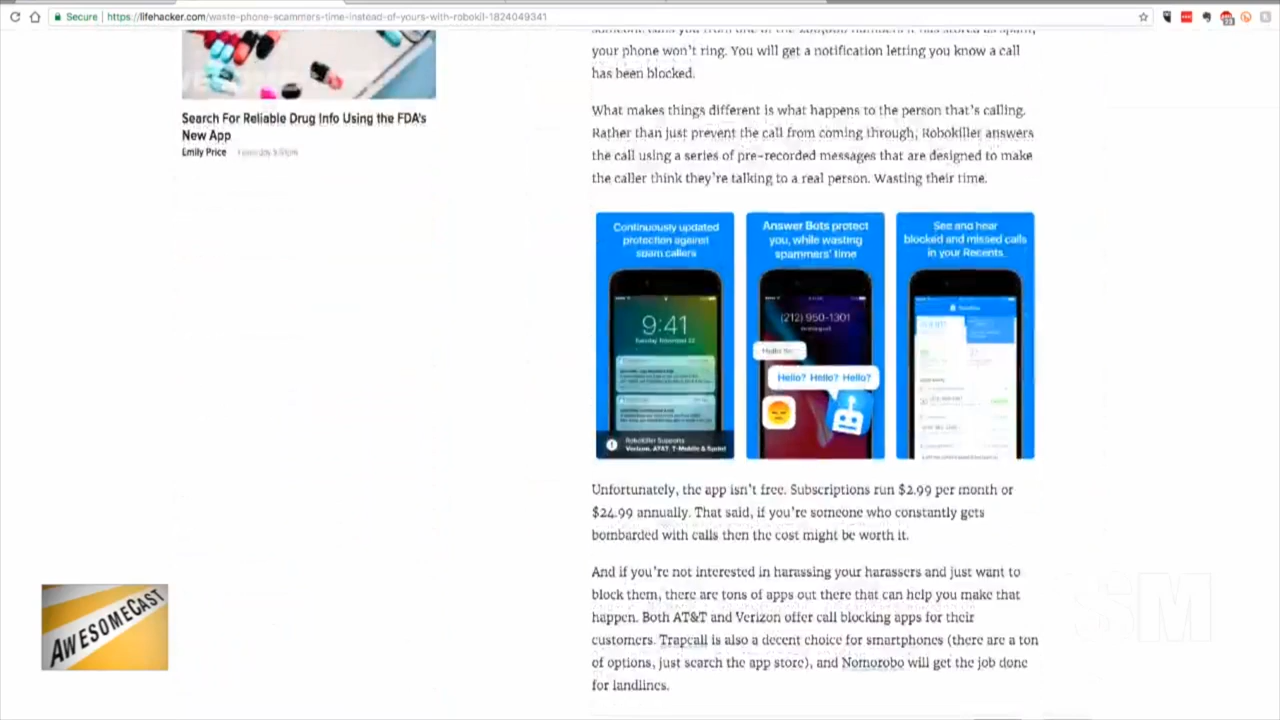 Secure
https://lifehacker.com/waste-phone-scammers-time-instead-of-yours-with-robokil-1824049341
your phone won't ring. You will get a notification letting you know a call
has been blocked.
Search For Reliable Drug Info Using the FDA's
New App
Emily Price
What makes things different is what happens to the person that's calling.
Rather than just prevent the call from coming through, Robokiller answers
the call using a series of pre-recorded messages that are designed to make
the caller think they're talking to a real person. Wasting their time.
Continuously updated
protection against
spam callers
9:41
Tuesday, November 22
RoboKiller Supports
Verizon, AT&T, T-Mobile & Sprint
Answer Bots protect
you, while wasting
spammers' time
(212) 950-1301
Hello? Hello? Hello?
See and hear
blocked and missed calls
in your Recents
Unfortunately, the app isn't free. Subscriptions run $2.99 per month or
$24.99 annually. That said, if you're someone who constantly gets
bombarded with calls then the cost might be worth it.
And if you're not interested in harassing your harassers and just want to
block them, there are tons of apps out there that can help you make that
happen. Both AT&T and Verizon offer call blocking apps for their
customers. Trapcall is also a decent choice for smartphones (there are a ton
of options, just search the app store), and Nomorobo will get the job done
for landlines.
AWESOMECAST
SSM